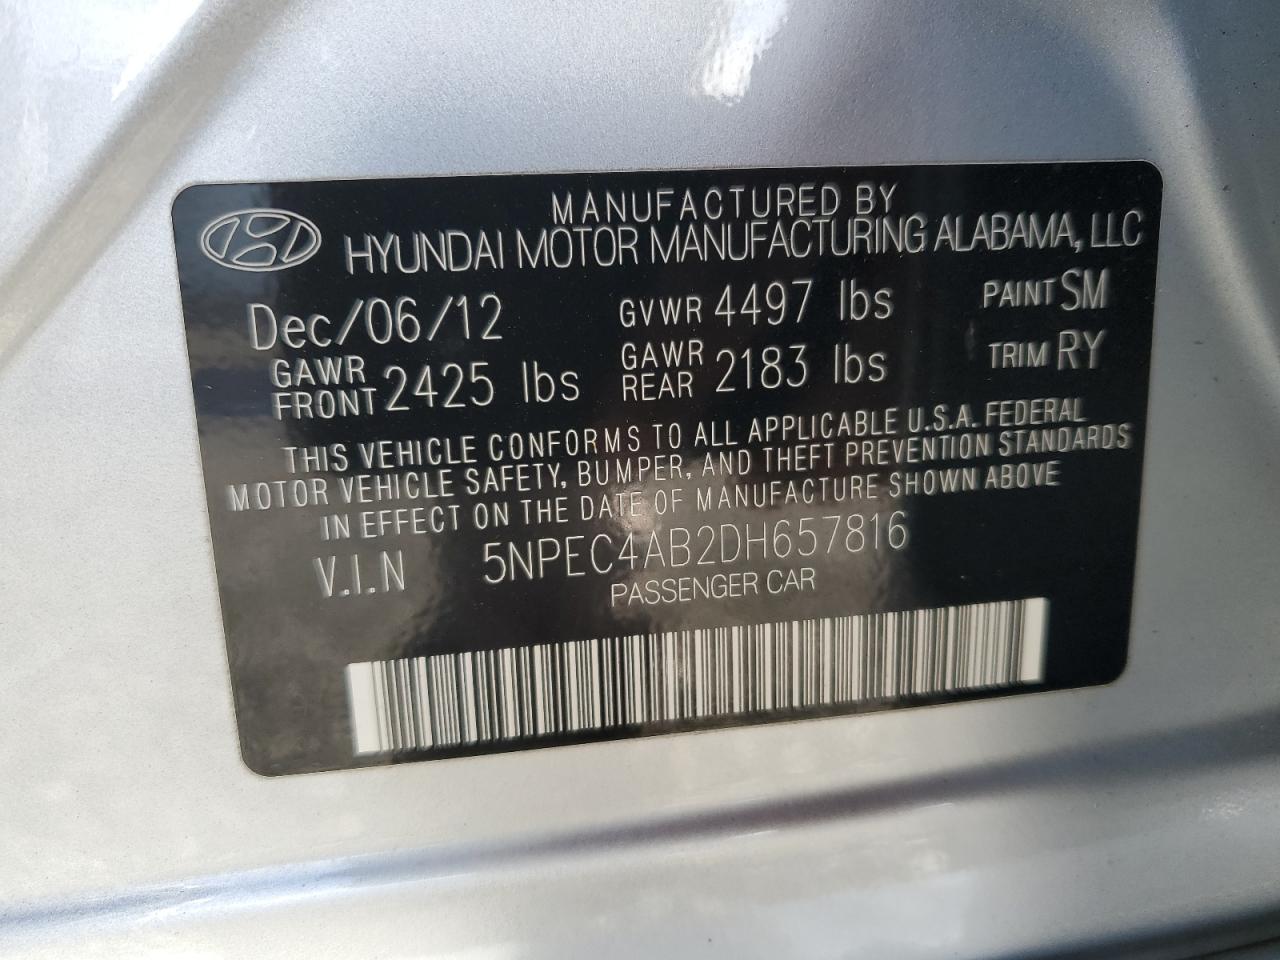 MANUFACTURED BY
HYUNDAI MOTOR MANUFACTURING ALABAMA, LLC
Dec/06/12 GVWR 4497 lbs PAINT SM
GAWR FRONT 2425 lbs GAWR REAR 2183 lbs TRIM RY
THIS VEHICLE CONFORMS TO ALL APPLICABLE U.S.A. FEDERAL
MOTOR VEHICLE SAFETY, BUMPER, AND THEFT PREVENTION STANDARDS
IN EFFECT ON THE DATE OF MANUFACTURE SHOWN ABOVE
V.I.N 5NPEC4AB2DH657816
PASSENGER CAR